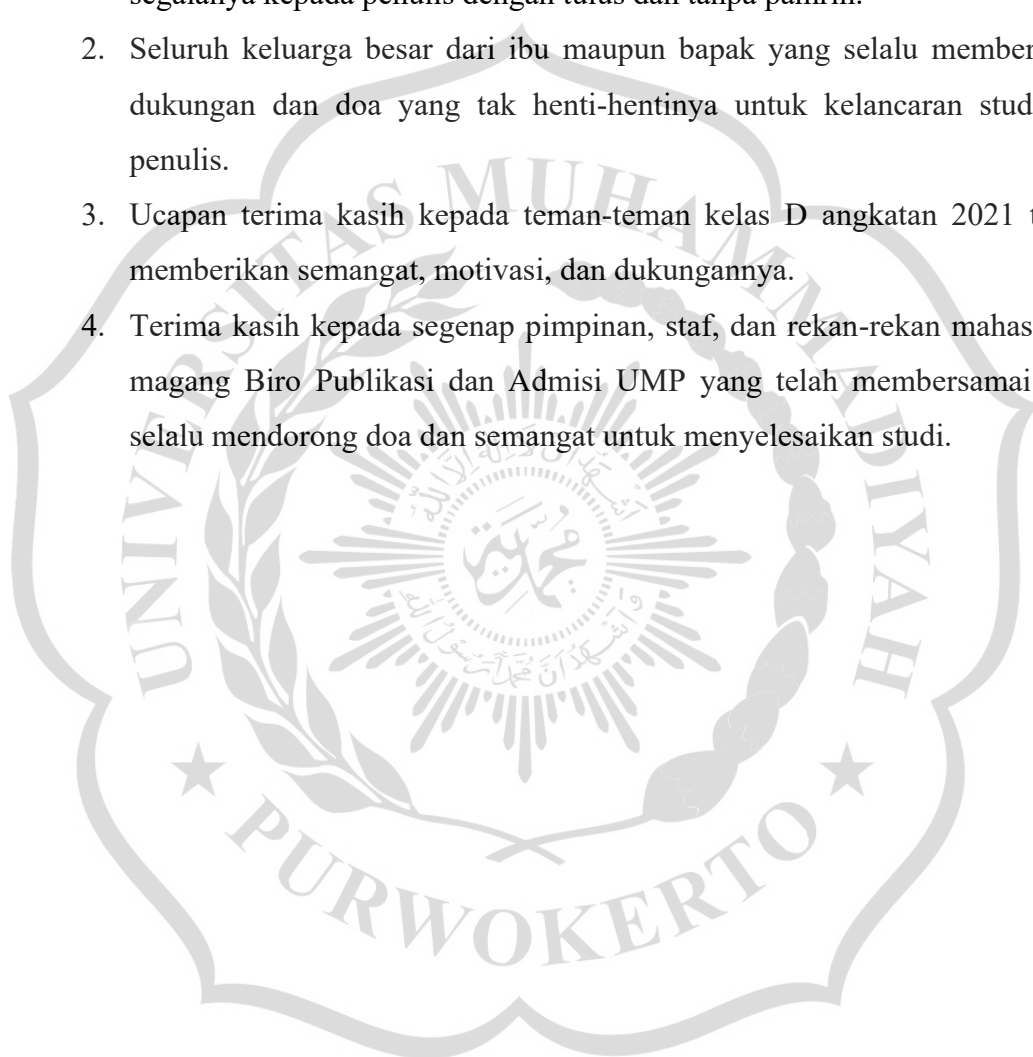 segalanya kepada penulis dengan tulus dan tanpa pamrih.
2. Seluruh keluarga besar dari ibu maupun bapak yang selalu member
dukungan dan doa yang tak henti-hentinya untuk kelancaran stud
penulis.
3. Ucapan terima kasih kepada teman-teman kelas D angkatan 2021 t
memberikan semangat, motivasi, dan dukungannya.
4. Terima kasih kepada segenap pimpinan, staf, dan rekan-rekan mahas
magang Biro Publikasi dan Admisi UMP yang telah membersamai
selalu mendorong doa dan semangat untuk menyelesaikan studi.
UNIVERSITAS MUHAMMADIYAH
PURWOKERTO